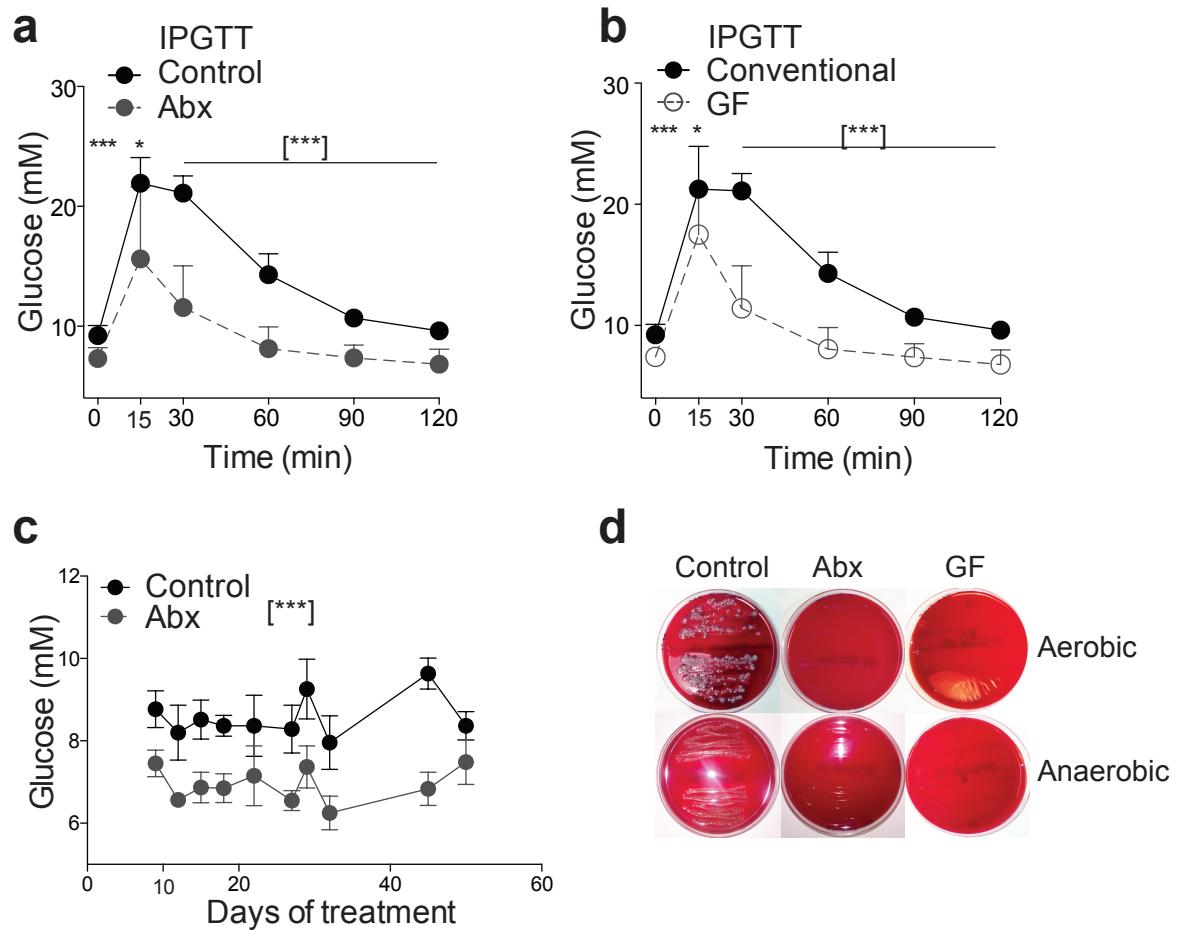 a
IPGTT
Control
Abx
30
20
10
Glucose (mM)
***
*
[***]
0 15 30 60 90 120
Time (min)
b
IPGTT
Conventional
GF
30
20
10
Glucose (mM)
***
*
[***]
0 15 30 60 90 120
Time (min)
c
Control
Abx
[***]
12
10
8
6
Glucose (mM)
0 10 20 40 60
Days of treatment
d
Control Abx GF
Aerobic
Anaerobic